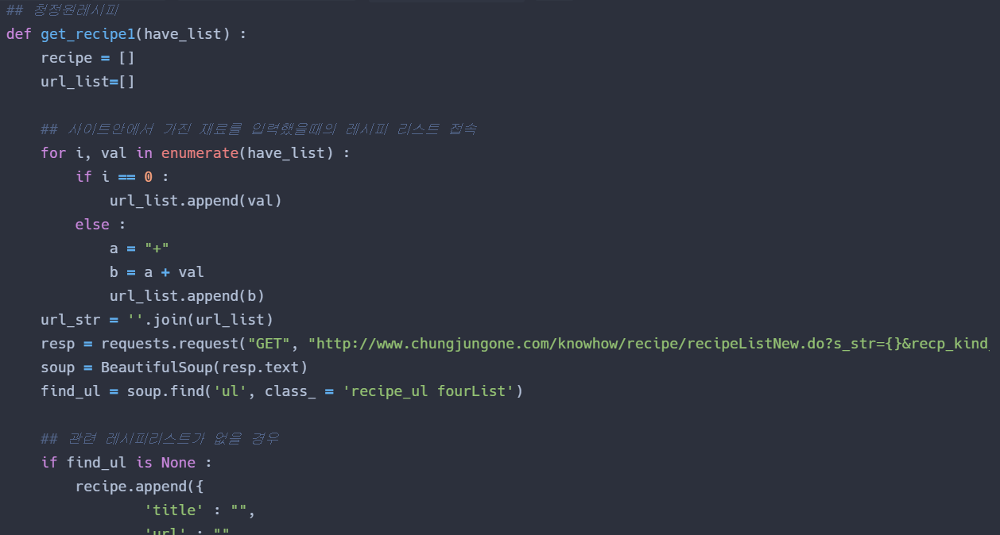 ## 청정원레시피
def get_recipe1(have_list) :
    recipe = []
    url_list=[]
    ## 사이트안에서 가진 재료를 입력했을때의 레시피 리스트 접속
    for i, val in enumerate(have_list) :
        if i == 0 :
            url_list.append(val)
        else :
            a = "+"
            b = a + val
            url_list.append(b)
    url_str = ''.join(url_list)
    resp = requests.request("GET", "http://www.chungjungone.com/knowhow/recipe/recipeListNew.do?s_str={}&recp_kind_
    soup = BeautifulSoup(resp.text)
    find_ul = soup.find('ul', class_ = 'recipe_ul fourList')
    ## 관련 레시피리스트가 없을 경우
    if find_ul is None :
        recipe.append({
                'title' : "",
                'url' : ""